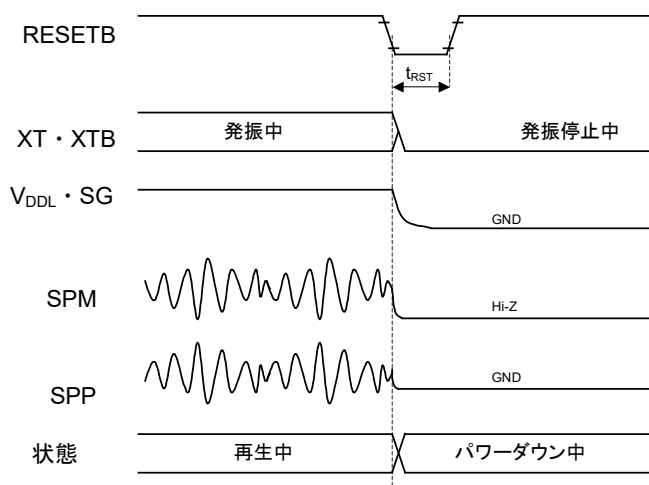 RESETB
tRST
XT・XTB
発振中
発振停止中
VDDL・SG
GND
SPM
Hi-Z
SPP
GND
状態
再生中
パワーダウン中